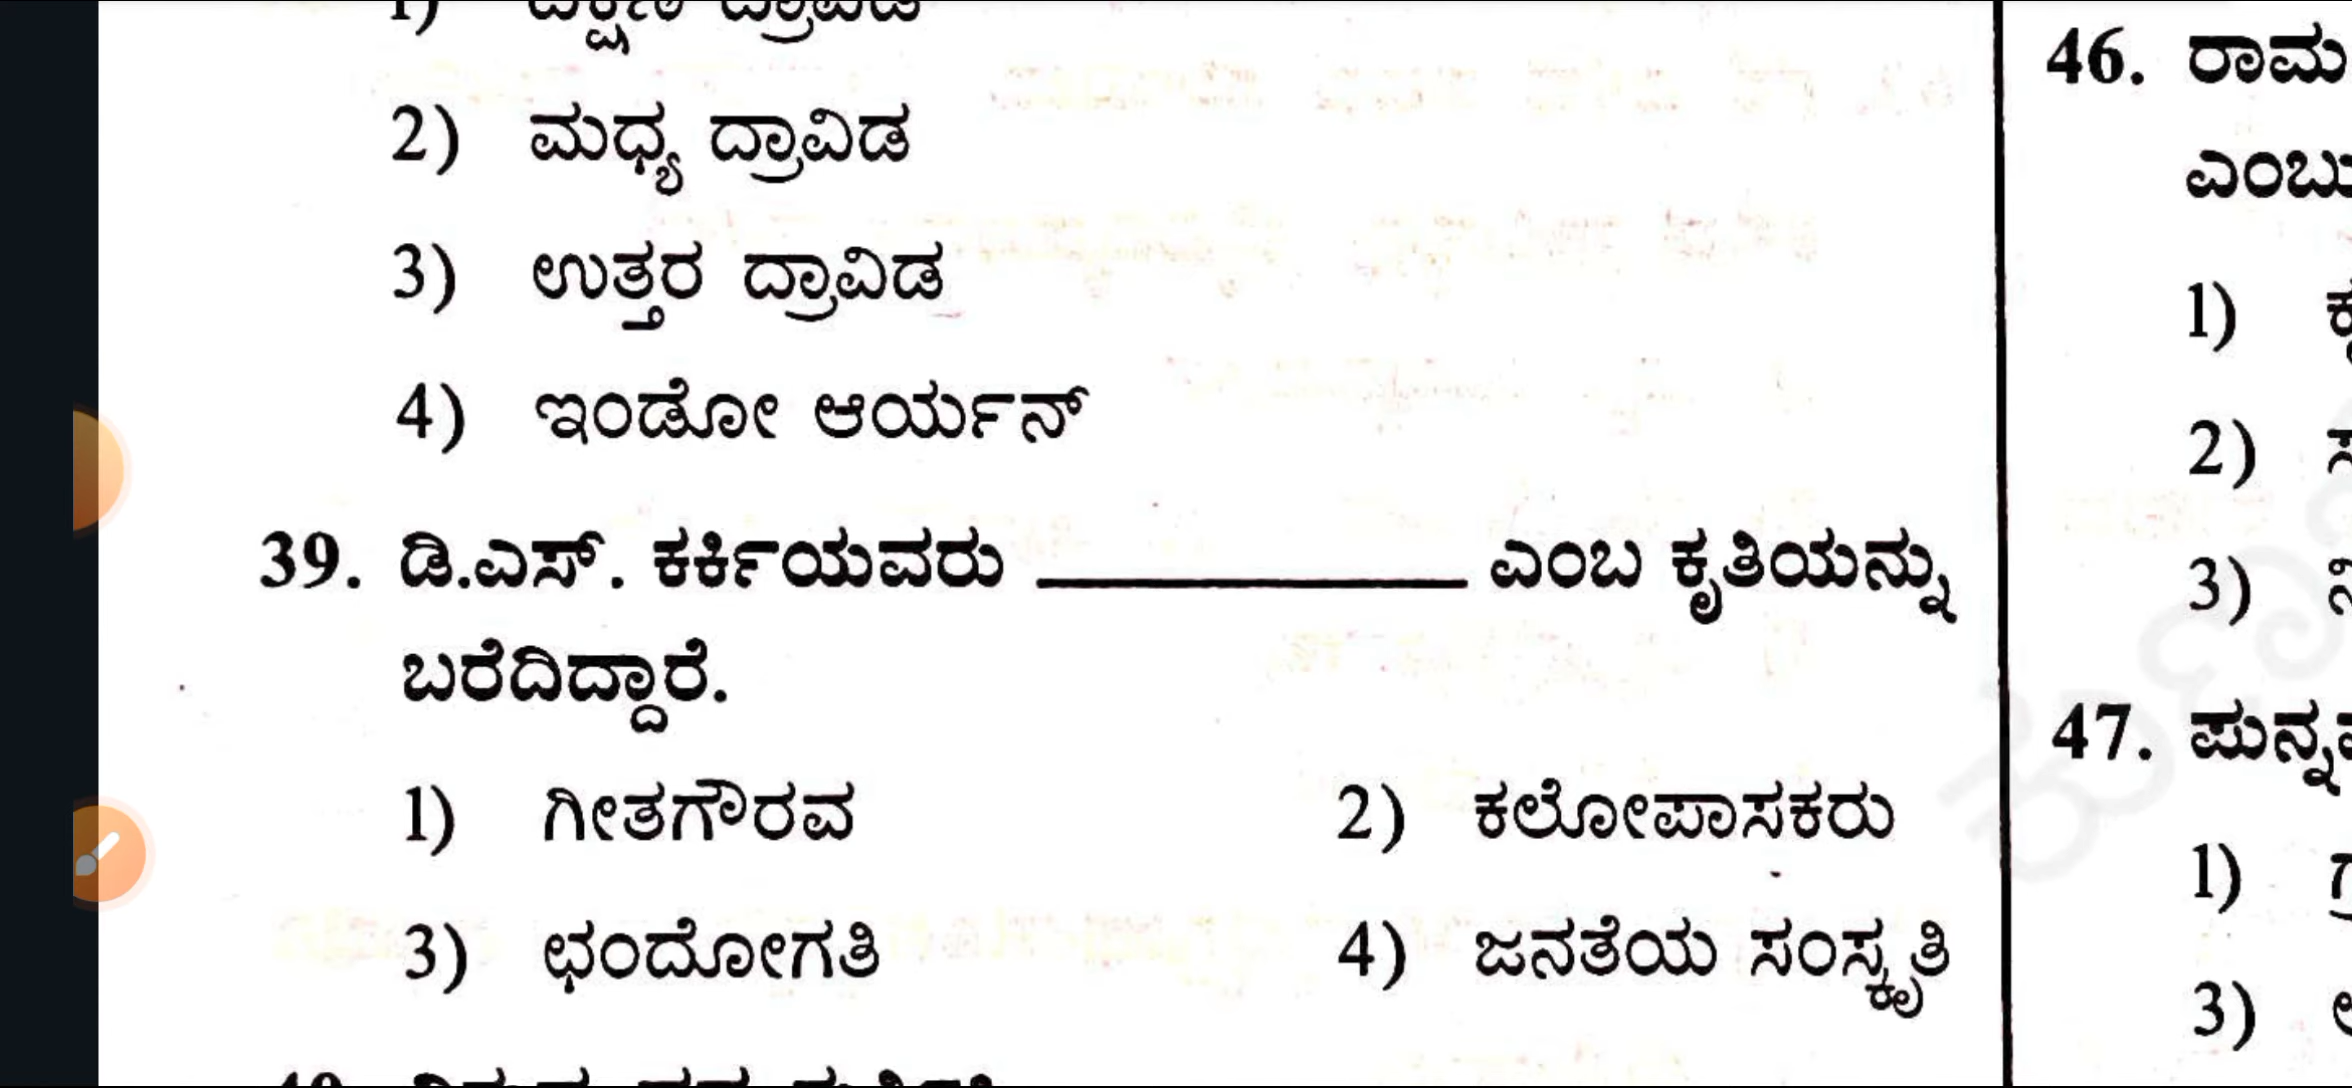 2) ಮಧ್ಯ ದ್ರಾವಿಡ
3) ಉತ್ತರ ದ್ರಾವಿಡ
4) ಇಂಡೋ ಆರ್ಯನ್
39. ಡಿ.ಎಸ್. ಕರ್ಕಿಯವರು __________ ಎಂಬ ಕೃತಿಯನ್ನು
ಬರೆದಿದ್ದಾರೆ.
1) ಗೀತಗೌರವ 2) ಕಲೋಪಾಸಕರು
3) ಛಂದೋಗತಿ 4) ಜನತೆಯ ಸಂಸ್ಕೃತಿ
46. ರಾಮ
ಎಂಬು
1)
2)
3)
47.
1)
3)